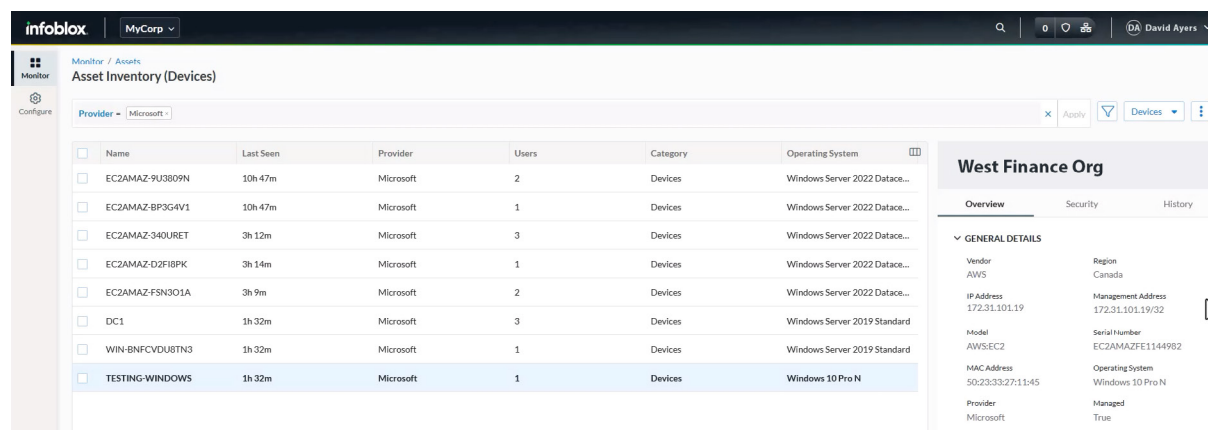 infoblox. MyCorp 0 DA David Ayers
Monitor
Configure
Monitor / Assets
Asset Inventory (Devices)
Provider = Microsoft × × Apply Devices
Name Last Seen Provider Users Category Operating System
EC2AMAZ-9U3809N 10h 47m Microsoft 2 Devices Windows Server 2022 Datace...
EC2AMAZ-BP3G4V1 10h 47m Microsoft 1 Devices Windows Server 2022 Datace...
EC2AMAZ-340URET 3h 12m Microsoft 3 Devices Windows Server 2022 Datace...
EC2AMAZ-D2FI8PK 3h 14m Microsoft 1 Devices Windows Server 2022 Datace...
EC2AMAZ-FSN3O1A 3h 9m Microsoft 2 Devices Windows Server 2022 Datace...
DC1 1h 32m Microsoft 3 Devices Windows Server 2019 Standard
WIN-BNFCVDU8TN3 1h 32m Microsoft 1 Devices Windows Server 2019 Standard
TESTING-WINDOWS 1h 32m Microsoft 1 Devices Windows 10 Pro N
West Finance Org
Overview Security History
GENERAL DETAILS
Vendor Region
AWS Canada
IP Address Management Address
172.31.101.19 172.31.101.19/32
Model Serial Number
AWS:EC2 EC2AMAZFE1144982
MAC Address Operating System
50:23:33:27:11:45 Windows 10 Pro N
Provider Managed
Microsoft True